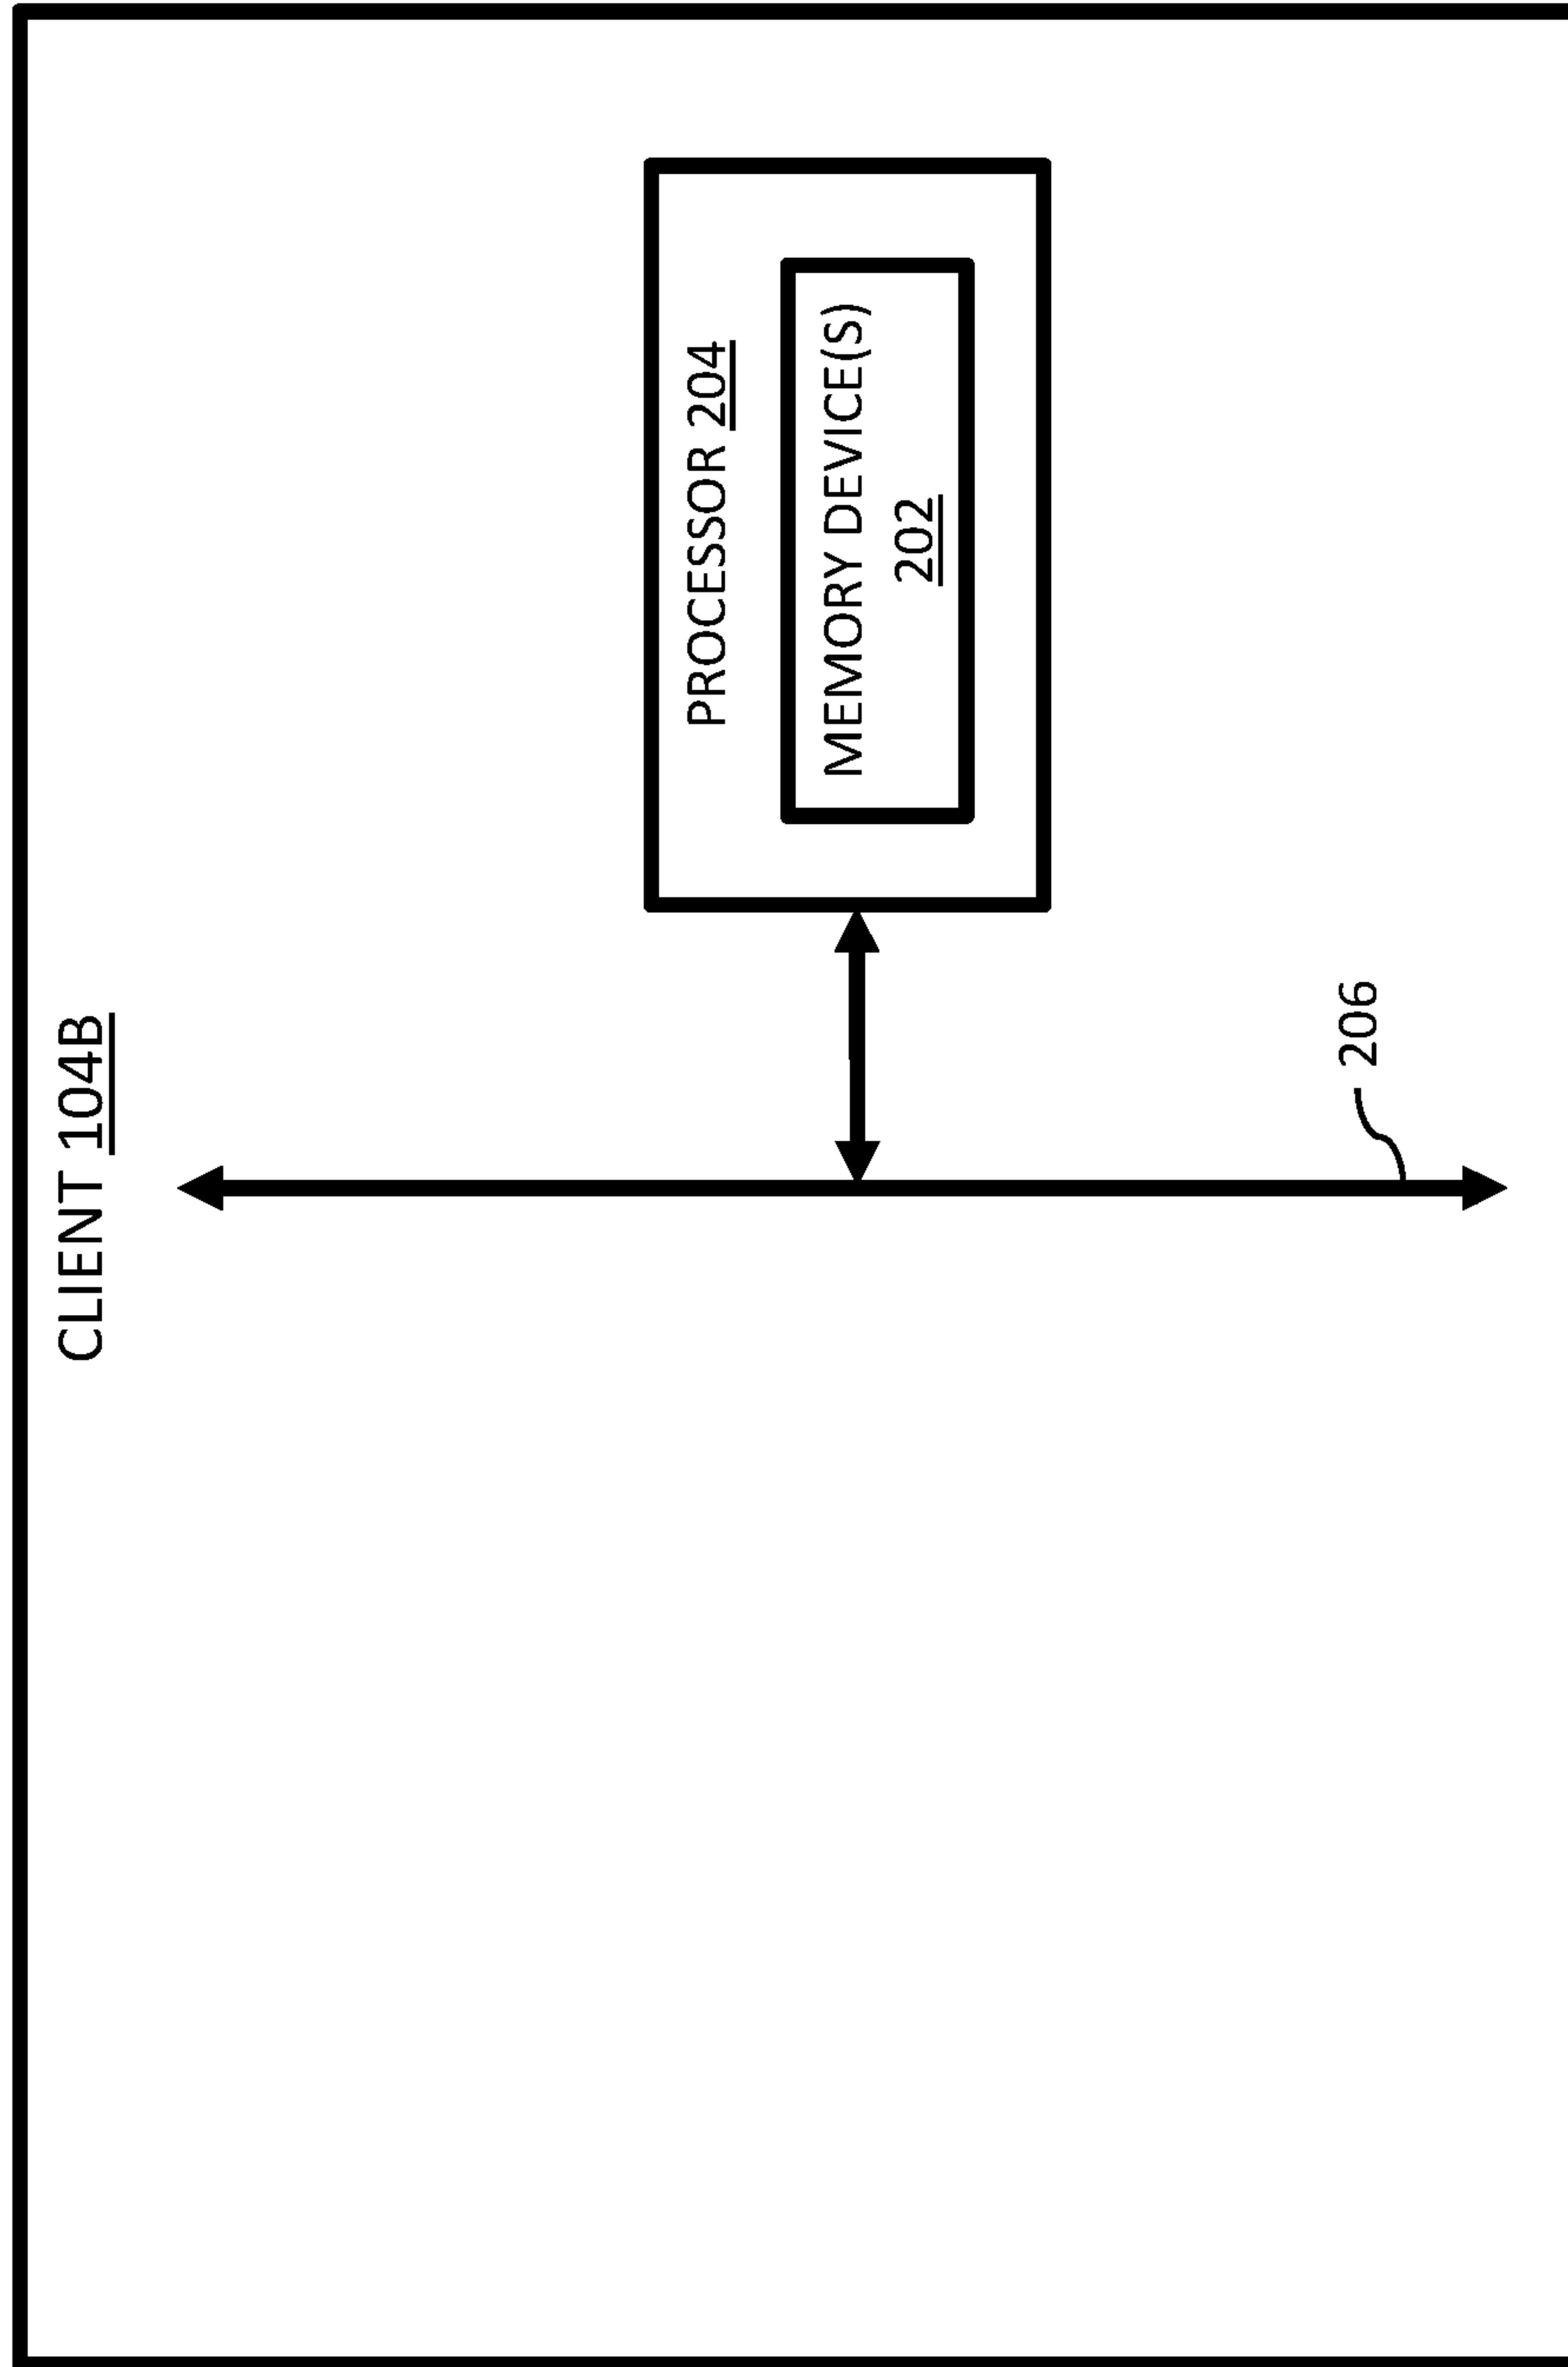 CLIENT 104B
PROCESSOR 204
MEMORY DEVICE(S)
202
206